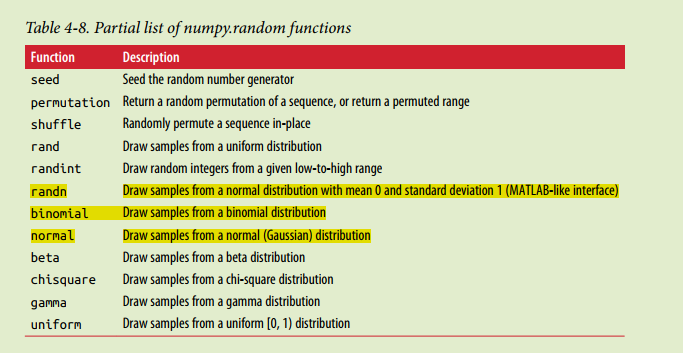 Table 4-8. Partial list of numpy.random functions
Function Description
seed Seed the random number generator
permutation Return a random permutation of a sequence, or return a permuted range
shuffle Randomly permute a sequence in-place
rand Draw samples from a uniform distribution
randint Draw random integers from a given low-to-high range
randn Draw samples from a normal distribution with mean 0 and standard deviation 1 (MATLAB-like interface)
binomial Draw samples from a binomial distribution
normal Draw samples from a normal (Gaussian) distribution
beta Draw samples from a beta distribution
chisquare Draw samples from a chi-square distribution
gamma Draw samples from a gamma distribution
uniform Draw samples from a uniform [0, 1) distribution